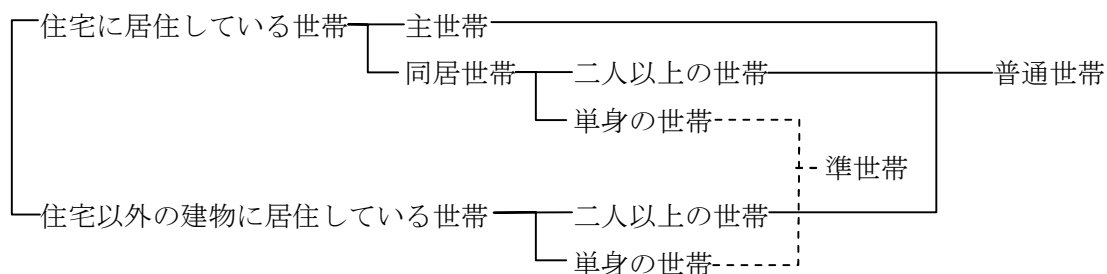 住宅に居住している世帯 主世帯
同居世帯 二人以上の世帯 普通世帯
単身の世帯
準世帯
住宅以外の建物に居住している世帯 二人以上の世帯
単身の世帯